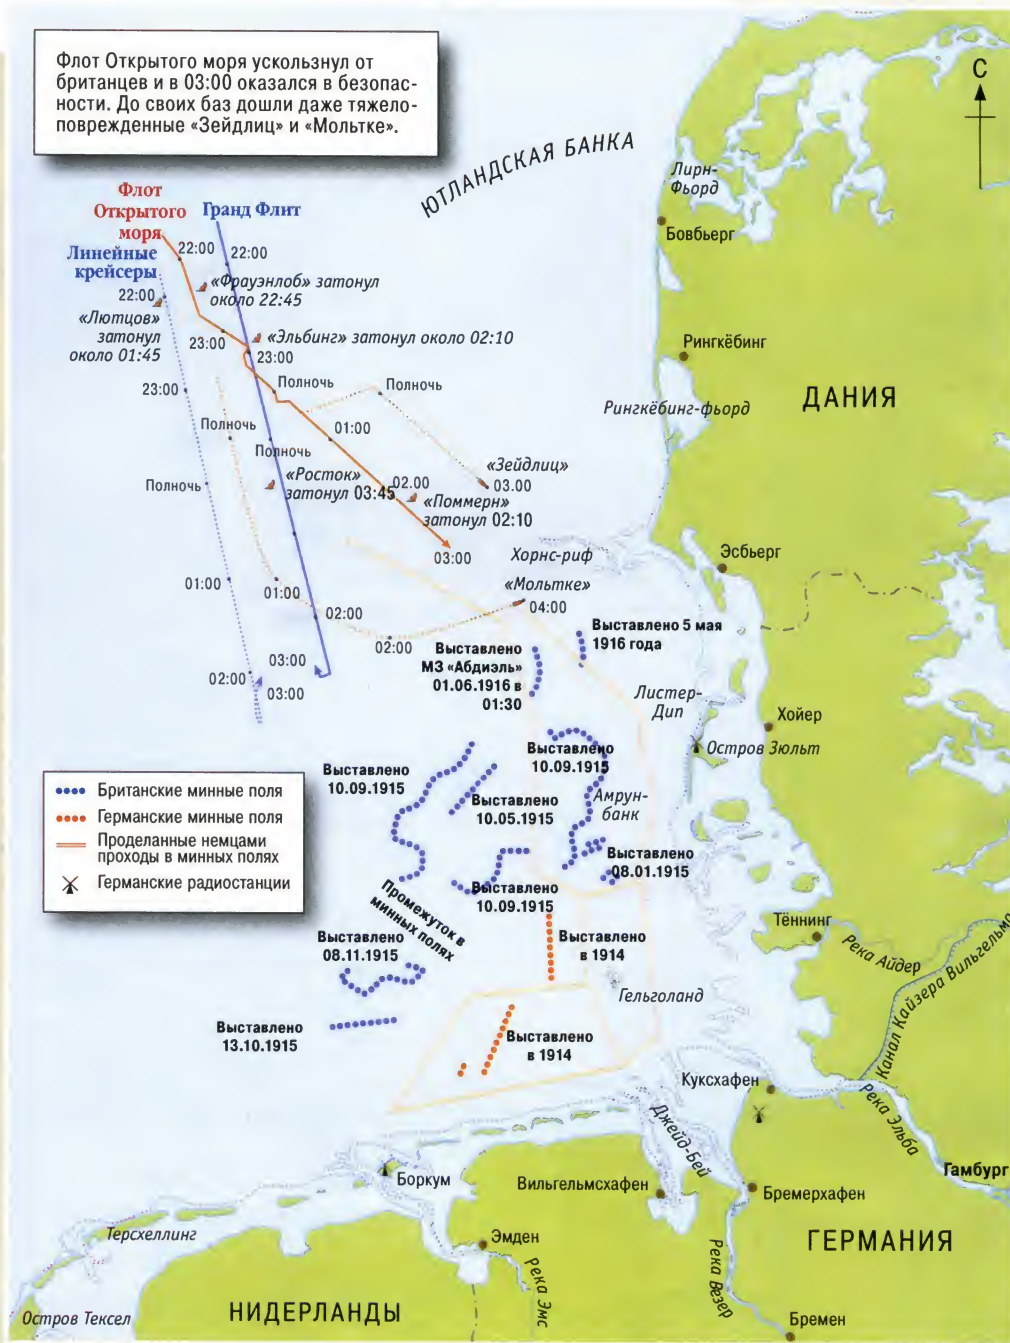 Флот Открытого моря ускользнул от
британцев и в 03:00 оказался в безопас-
ности. До своих баз дошли даже тяжело-
поврежденные «Зейдлиц» и «Мольтке».
С
ЮТЛАНДСКАЯ БАНКА
Лирн-
Фьорд
Бовбьерг
Флот
Открытого
моря
Гранд Флит
Линейные
крейсеры
22:00
22:00
22:00
«Фрауэнлоб» затонул
около 22:45
«Лютцов»
затонул
около 01:45
23:00
«Эльбинг» затонул около 02:10
23:00
23:00
Рингкёбинг
ДАНИЯ
Рингкёбинг-фьорд
Полночь
Полночь
Полночь
01:00
Полночь
Полночь
«Росток»
затонул 03:45
02:00
«Зейдлиц»
03:00
«Поммерн»
затонул 02:10
03:00
Хорнс-риф
Эсбьерг
01:00
01:00
«Мольтке»
04:00
02:00
02:00
03:00
02:00
03:00
Выставлено 5 мая
1916 года
Выставлено
МЗ «Абдиэль»
01.06.1916 в
01:30
Листер-
Дип
Хойер
Остров Зюльт
Выставлено
10.09.1915
Выставлено
10.09.1915
Выставлено
10.05.1915
Амрун-
банк
Выставлено
08.01.1915
Выставлено
10.09.1915
Британские минные поля
Германские минные поля
Проделанные немцами
проходы в минных полях
Германские радиостанции
Промежуток в
минных полях
Выставлено
08.11.1915
Выставлено
в 1914
Тённинг
Река Айдер
Канал Кайзера Вильгельма
Гельголанд
Выставлено
13.10.1915
Выставлено
в 1914
Куксхафен
Река Эльба
Джейд-Бей
Гамбург
Боркум
Вильгельмсхафен
Бремерхафен
Терсхеллинг
Эмден
Река Эмс
Река Везер
ГЕРМАНИЯ
Остров Тексел
НИДЕРЛАНДЫ
Бремен